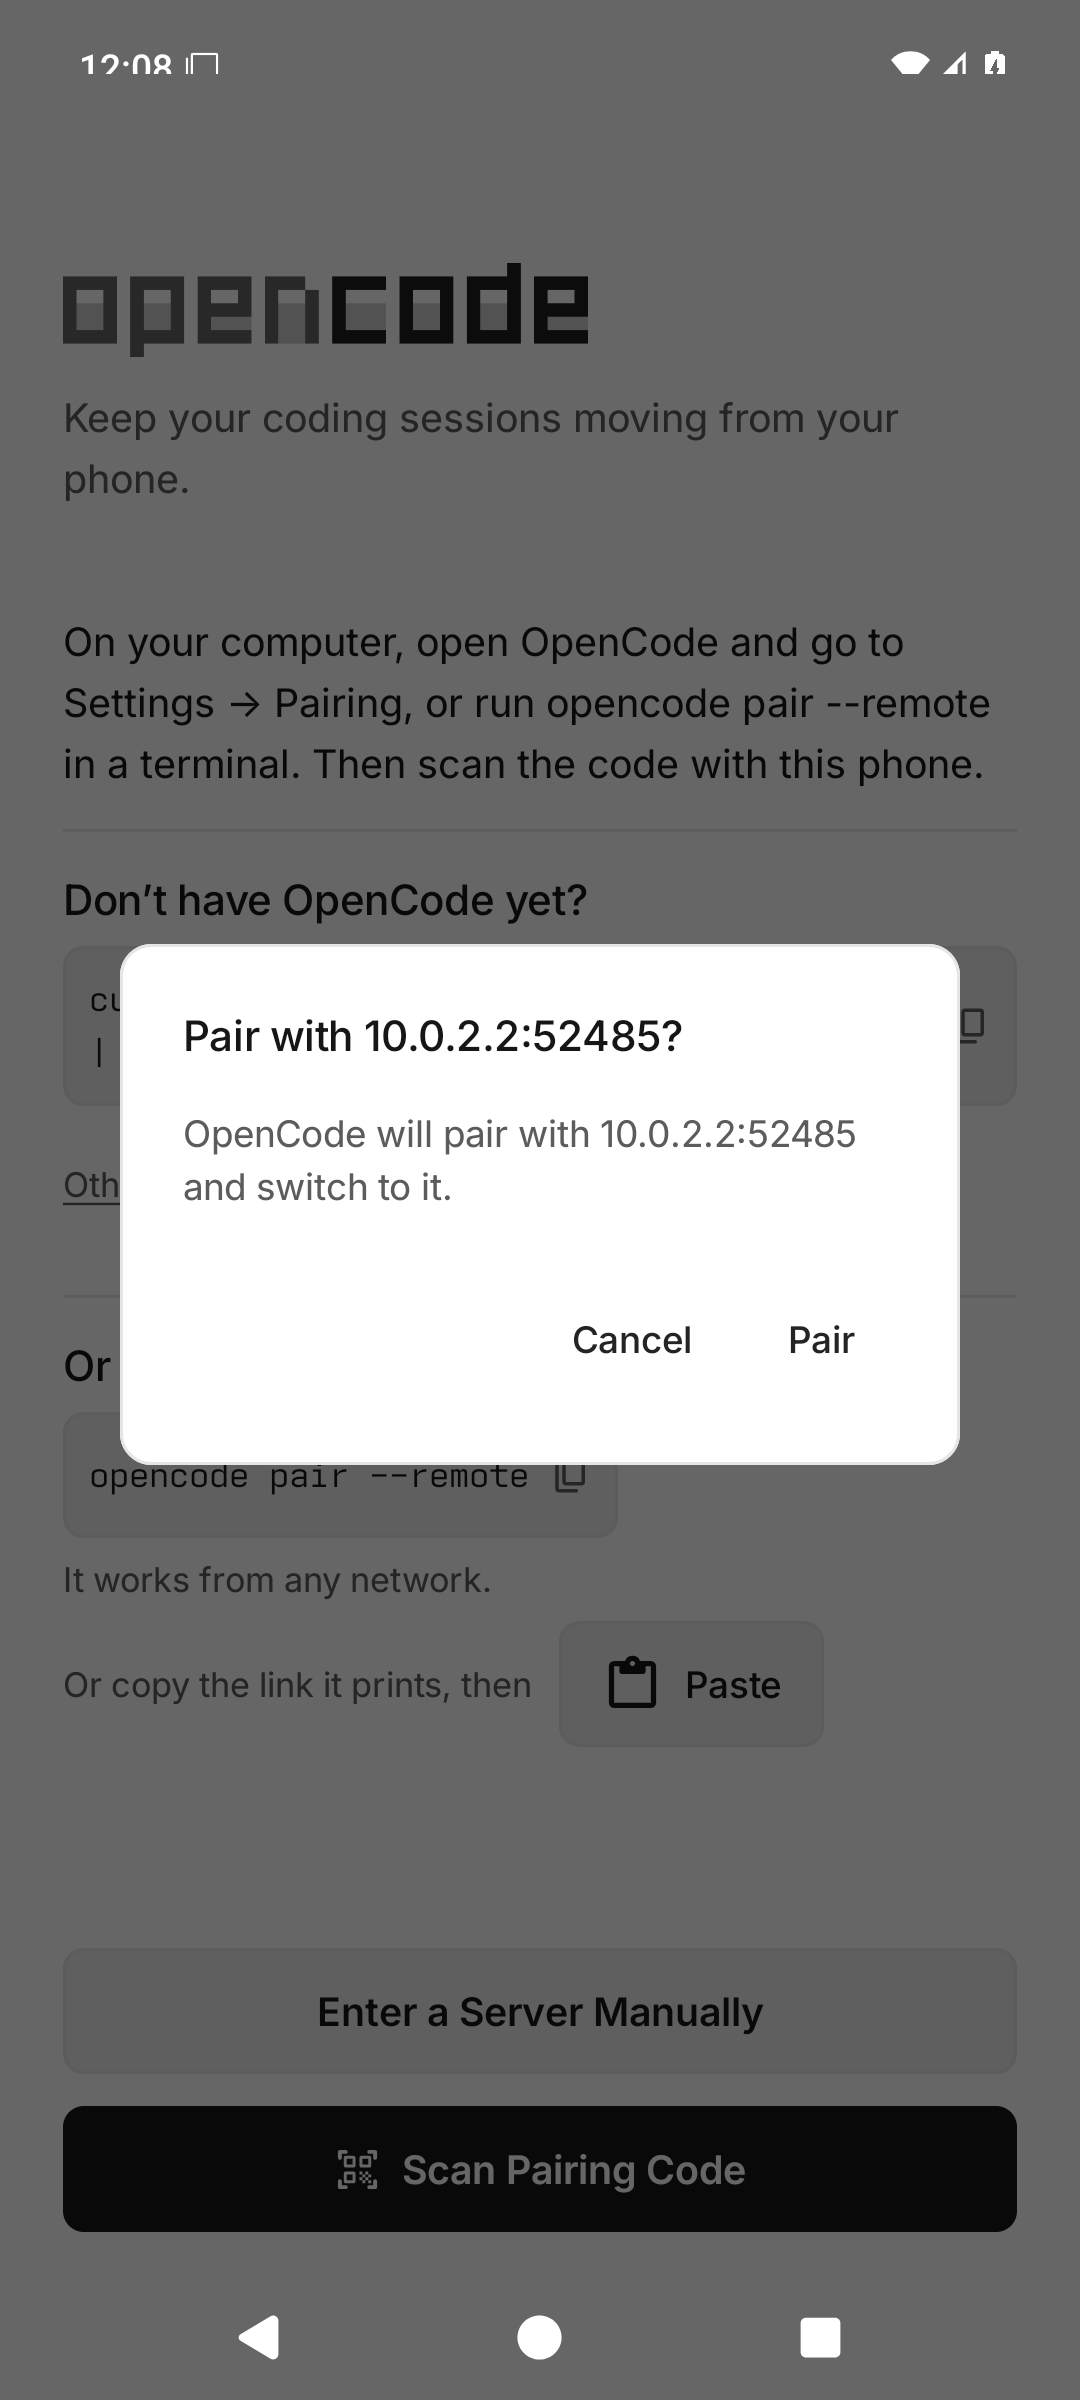 12:08
opencode
Keep your coding sessions moving from your
phone.
On your computer, open OpenCode and go to
Settings → Pairing, or run opencode pair --remote
in a terminal. Then scan the code with this phone.
Don’t have OpenCode yet?
|
Pair with 10.0.2.2:52485?
OpenCode will pair with 10.0.2.2:52485
and switch to it.
Cancel Pair
Or
opencode pair --remote
It works from any network.
Or copy the link it prints, then Paste
Enter a Server Manually
Scan Pairing Code